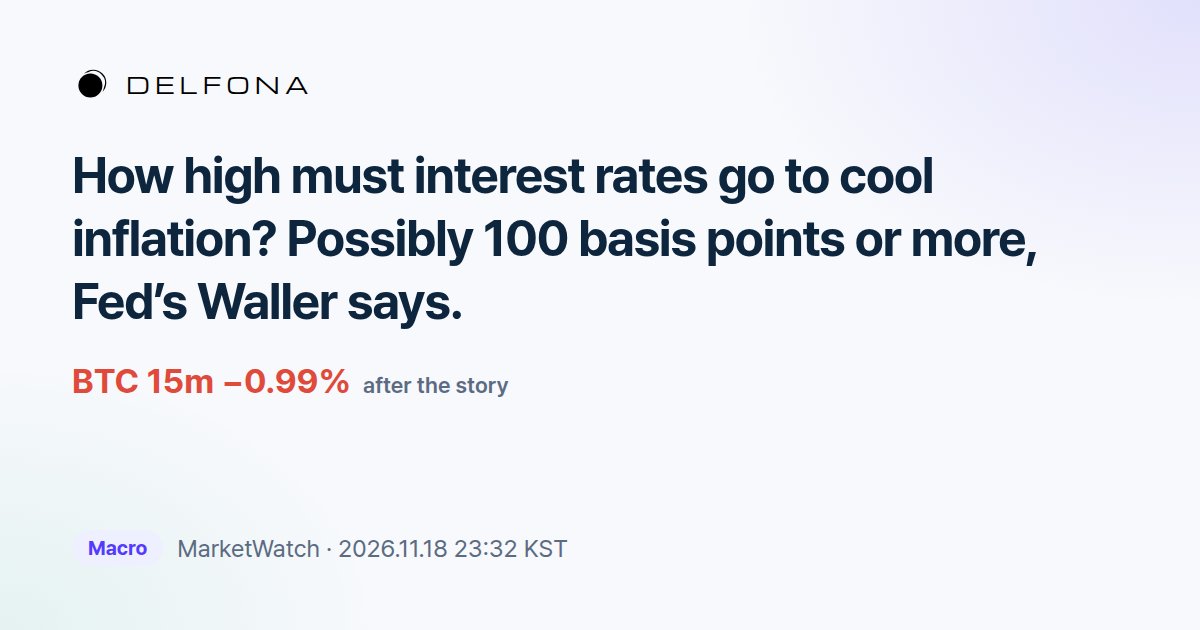 DELFONA
How high must interest rates go to cool
inflation? Possibly 100 basis points or more,
Fed’s Waller says.
BTC 15m −0.99% after the story
Macro MarketWatch · 2026.11.18 23:32 KST